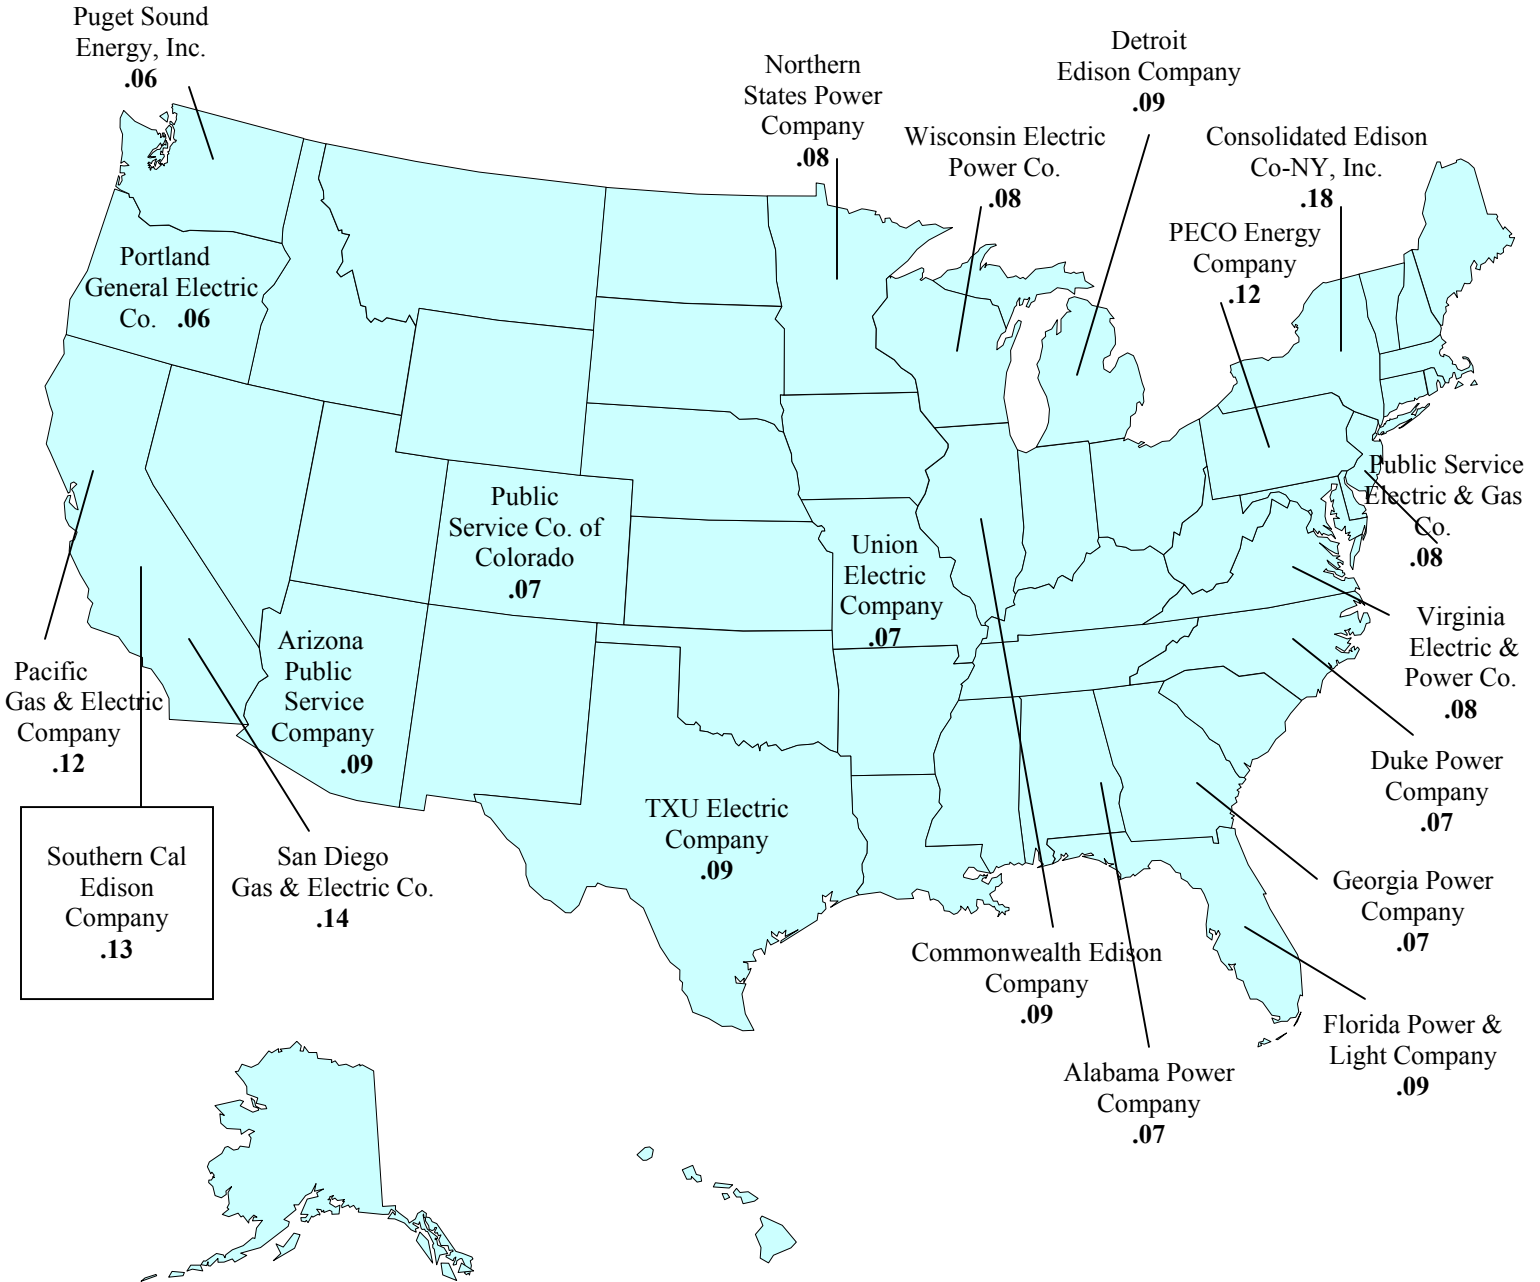 Puget Sound
Energy, Inc.
.06
Northern
States Power
Company
.08
Detroit
Edison Company
.09
Wisconsin Electric
Power Co.
.08
Consolidated Edison
Co-NY, Inc.
.18
PECO Energy
Company
.12
Portland
General Electric
Co. .06
Public Service
Electric & Gas
Co.
.08
Public
Service Co. of
Colorado
.07
Union
Electric
Company
.07
Virginia
Electric &
Power Co.
.08
Arizona
Public
Service
Company
.09
Pacific
Gas & Electric
Company
.12
Duke Power
Company
.07
TXU Electric
Company
.09
Southern Cal
Edison
Company
.13
San Diego
Gas & Electric Co.
.14
Georgia Power
Company
.07
Commonwealth Edison
Company
.09
Florida Power &
Light Company
.09
Alabama Power
Company
.07